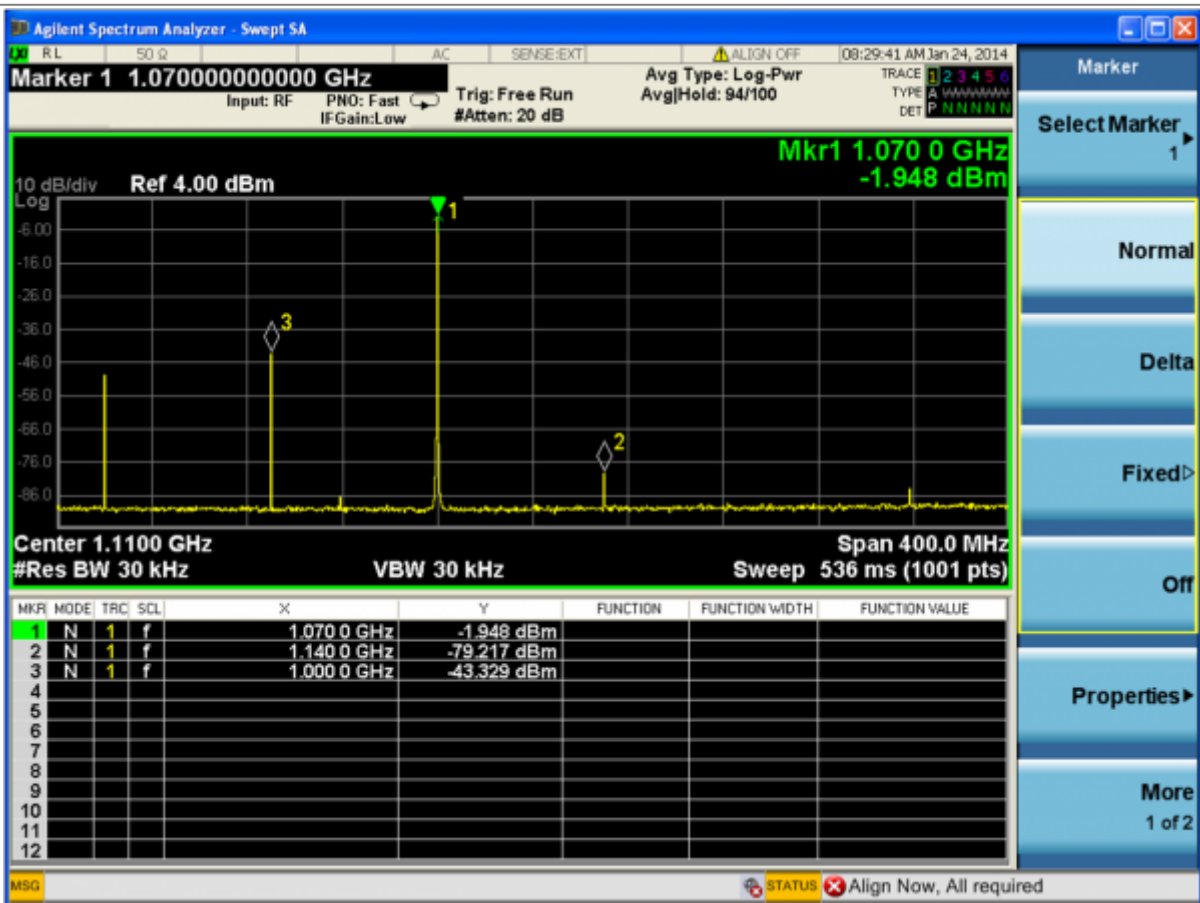 Agilent Spectrum Analyzer - Swept SA
LXI RL 50 Ω AC SENSE:EXT ALIGN OFF 08:29:41 AM Jan 24, 2014
Marker 1 1.0700000000000 GHz
Input: RF PNO: Fast IFGain:Low
Trig: Free Run
#Atten: 20 dB
Avg Type: Log-Pwr
Avg|Hold: 94/100
TRACE 1 2 3 4 5 6
TYPE A WWWWW
DET P N N N N N
Mkr1 1.070 0 GHz
-1.948 dBm
10 dB/div Ref 4.00 dBm
Log
-6.00
-16.0
-26.0
-36.0
-46.0
-56.0
-66.0
-76.0
-86.0
1
3
2
Center 1.1100 GHz Span 400.0 MHz
#Res BW 30 kHz VBW 30 kHz Sweep 536 ms (1001 pts)
MKR MODE TRC SCL X Y FUNCTION FUNCTION WIDTH FUNCTION VALUE
1 N 1 f 1.070 0 GHz -1.948 dBm
2 N 1 f 1.140 0 GHz -79.217 dBm
3 N 1 f 1.000 0 GHz -43.329 dBm
4
5
6
7
8
9
10
11
12
MSG STATUS Align Now, All required
Marker
Select Marker
1
Normal
Delta
Fixed
Off
Properties
More
1 of 2